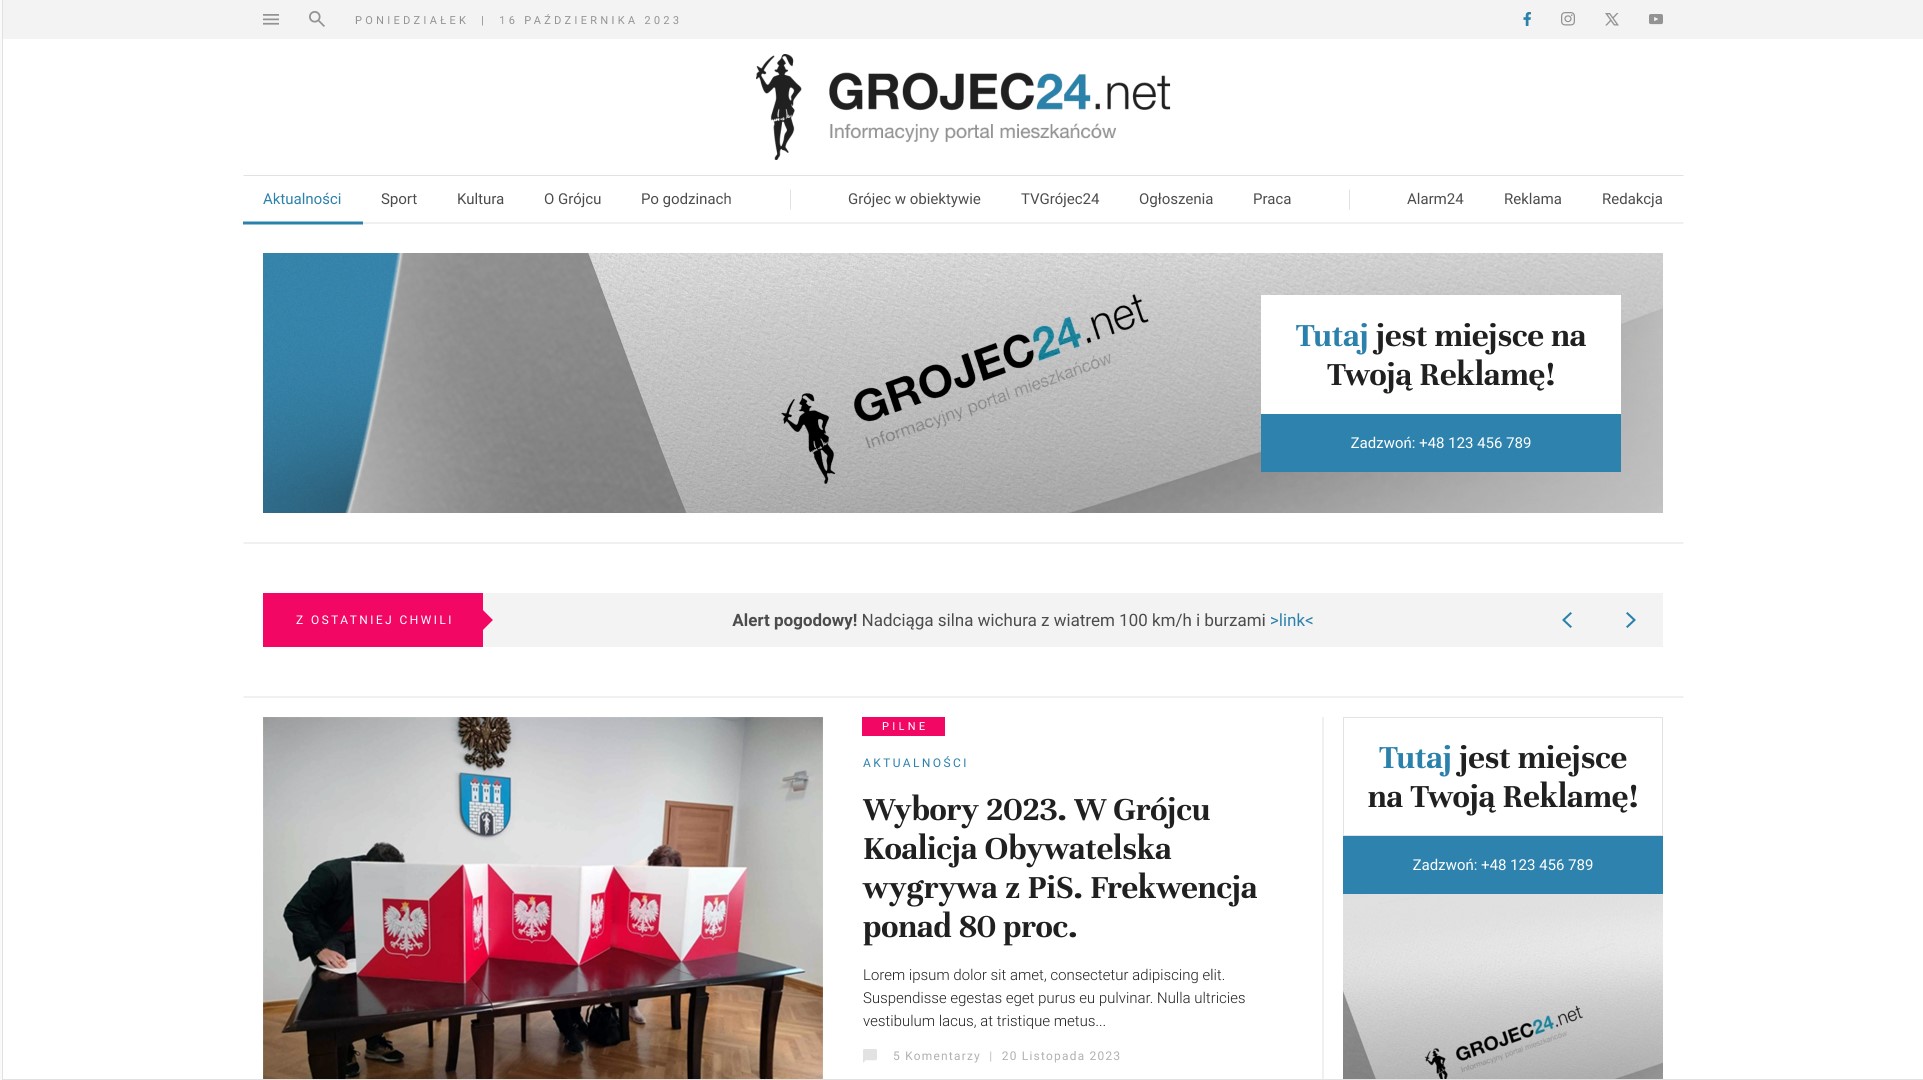 PONIEDZIAŁEK | 16 PAŹDZIERNIKA 2023
GROJEC24.net
Informacyjny portal mieszkańców
Aktualności Sport Kultura O Grójcu Po godzinach Grójec w obiektywie TVGrójec24 Ogłoszenia Praca Alarm24 Reklama Redakcja
GROJEC24.net
Informacyjny portal mieszkańców
Tutaj jest miejsce na
Twoją Reklamę!
Zadzwoń: +48 123 456 789
Z OSTATNIEJ CHWILI
Alert pogodowy! Nadciąga silna wichura z wiatrem 100 km/h i burzami >link<
PILNE
AKTUALNOŚCI
Wybory 2023. W Grójcu
Koalicja Obywatelska
wygrywa z PiS. Frekwencja
ponad 80 proc.
Lorem ipsum dolor sit amet, consectetur adipiscing elit.
Suspendisse egestas eget purus eu pulvinar. Nulla ultricies
vestibulum lacus, at tristique metus...
5 Komentarzy | 20 Listopada 2023
Tutaj jest miejsce
na Twoją Reklamę!
Zadzwoń: +48 123 456 789
GROJEC24.net
Informacyjny portal mieszkańców